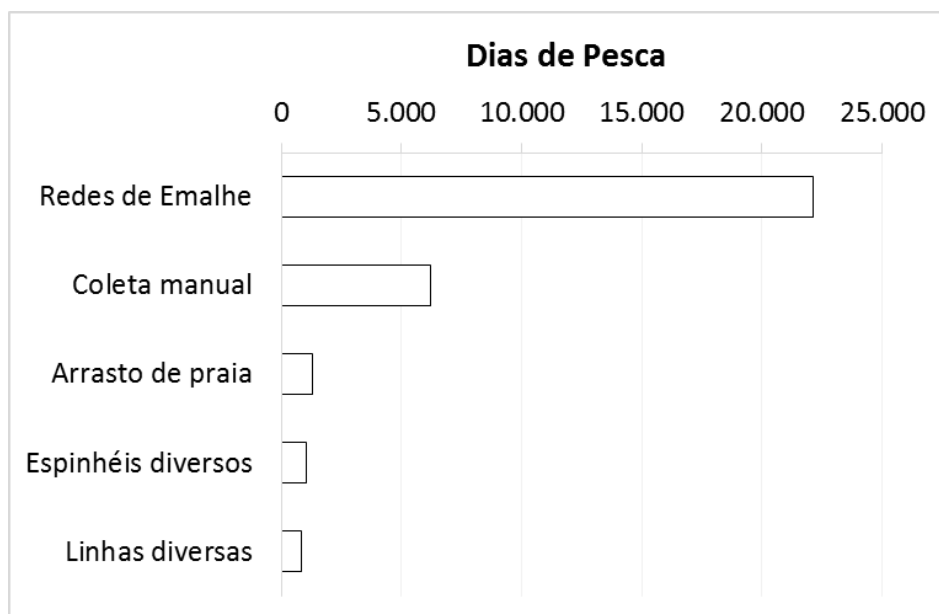 Dias de Pesca
0 5.000 10.000 15.000 20.000 25.000
Redes de Emalhe
Coleta manual
Arrasto de praia
Espinhéis diversos
Linhas diversas